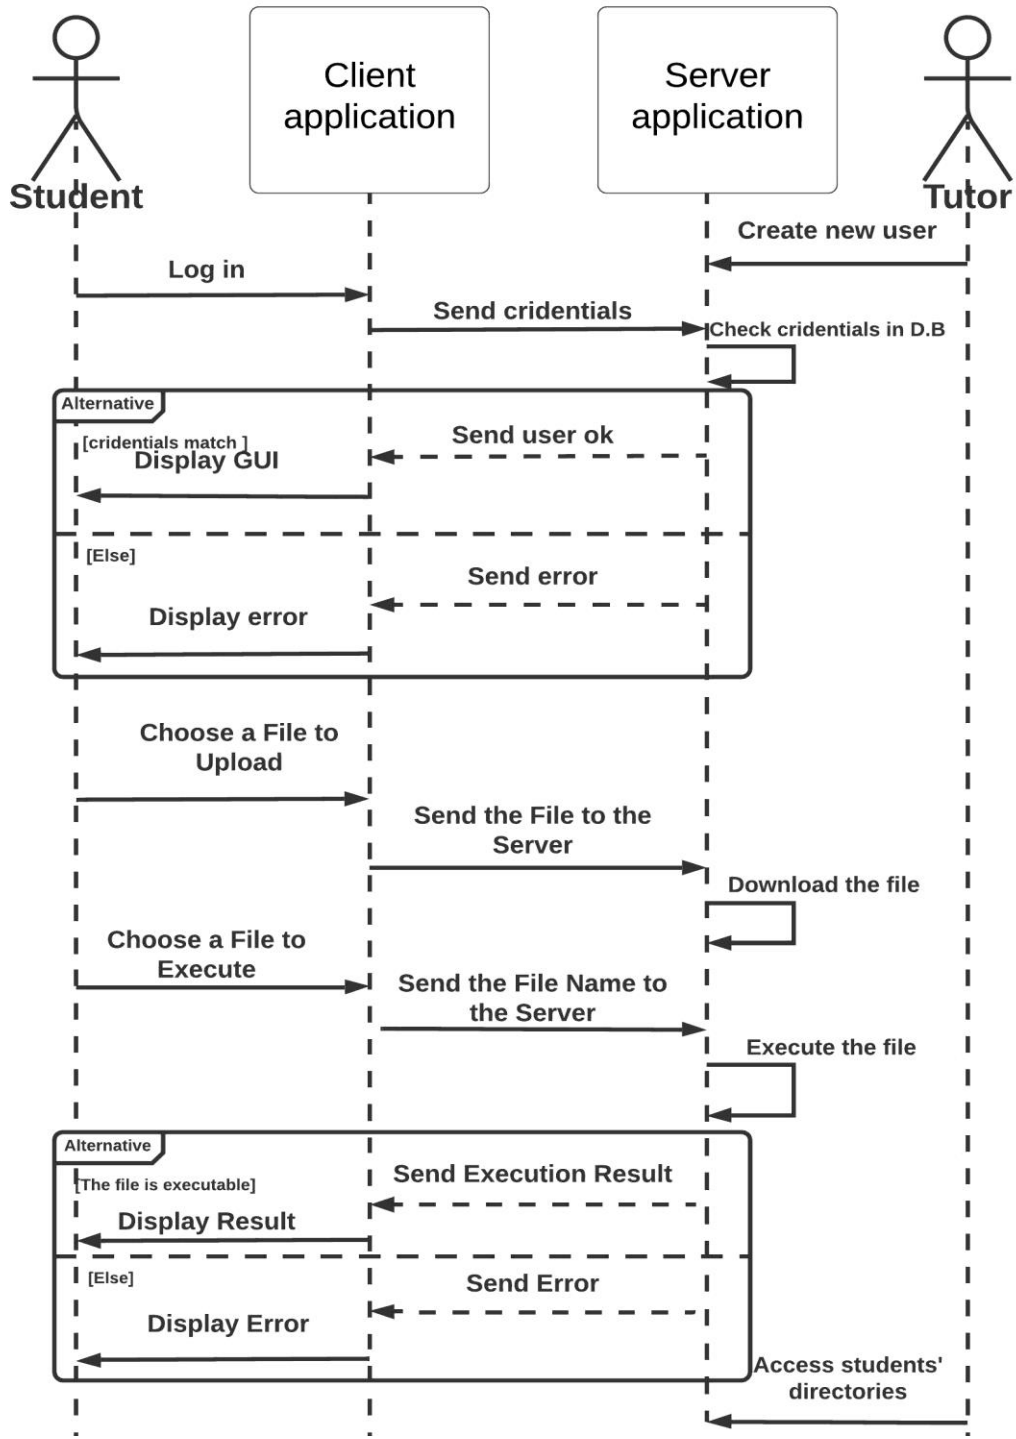 Client
application
Server
application
Student
Tutor
Create new user
Log in
Send cridentials
Check cridentials in D.B
Alternative
[cridentials match ]
Send user ok
Display GUI
[Else]
Send error
Display error
Choose a File to
Upload
Send the File to the
Server
Download the file
Choose a File to
Execute
Send the File Name to
the Server
Execute the file
Alternative
[The file is executable]
Send Execution Result
Display Result
[Else]
Send Error
Display Error
Access students'
directories